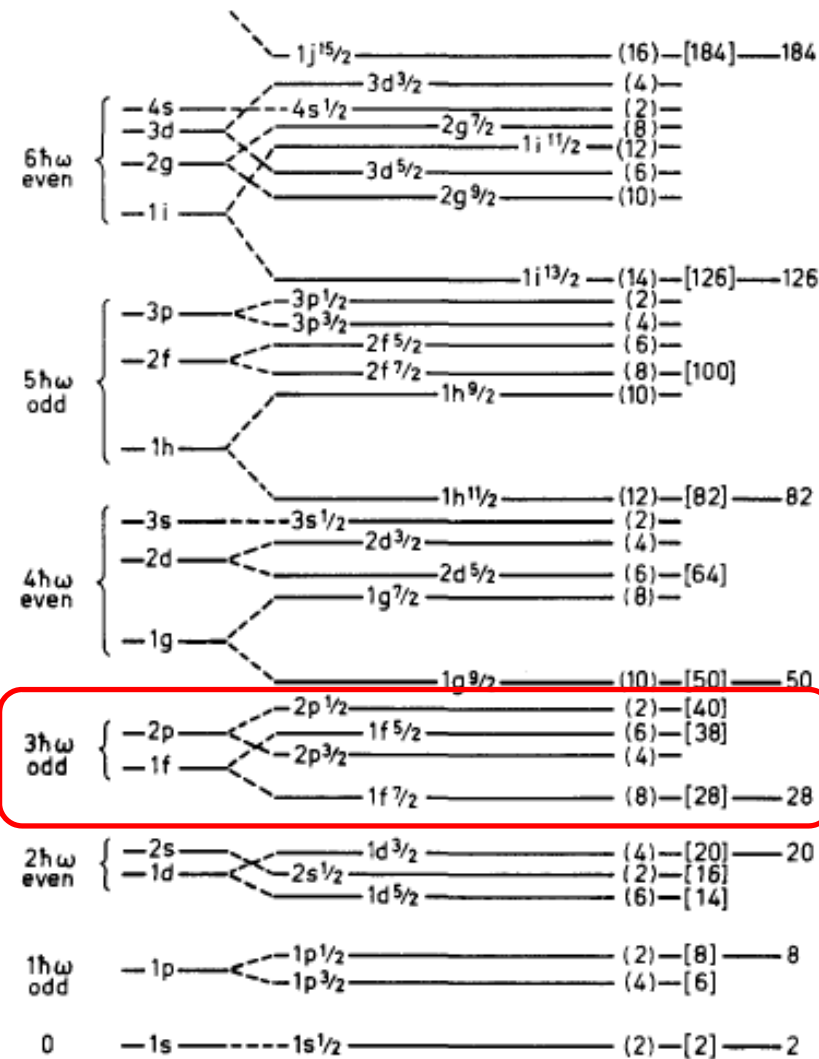 1j15/2 (16) [184] 184
3d3/2 (4)
4s 4s1/2 (2)
3d 2g7/2 (8)
6ħω even 2g 1i11/2 (12)
3d5/2 (6)
2g9/2 (10)
1i
1i13/2 (14) [126] 126
3p1/2 (2)
3p 3p3/2 (4)
2f5/2 (6)
2f 2f7/2 (8) [100]
5ħω odd 1h9/2 (10)
1h
1h11/2 (12) [82] 82
3s 3s1/2 (2)
2d3/2 (4)
2d 2d5/2 (6) [64]
4ħω even 1g7/2 (8)
1g
1g9/2 (10) [50] 50
2p1/2 (2) [40]
2p 1f5/2 (6) [38]
3ħω odd 2p3/2 (4)
1f
1f7/2 (8) [28] 28
2s 1d3/2 (4) [20] 20
2ħω even 1d 2s1/2 (2) [16]
1d5/2 (6) [14]
1p1/2 (2) [8] 8
1ħω odd 1p 1p3/2 (4) [6]
0 1s 1s1/2 (2) [2] 2